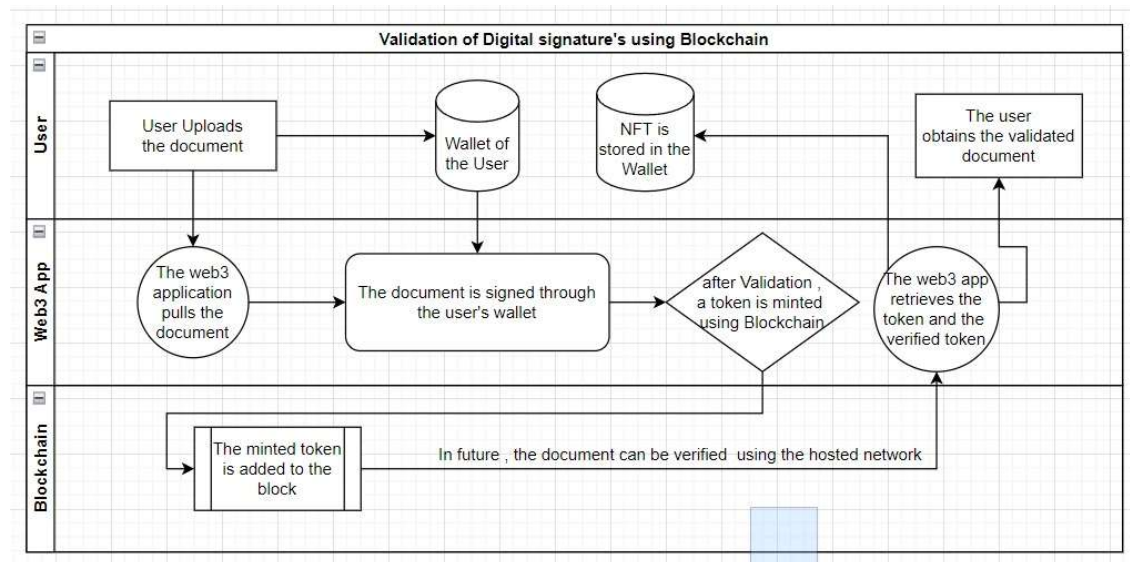 Validation of Digital signature's using Blockchain
User
User Uploads
the document
Wallet of
the User
NFT is
stored in the
Wallet
The user
obtains the validated
document
Web3 App
The web3
application
pulls the
document
The document is signed through
the user's wallet
after Validation ,
a token is minted
using Blockchain
The web3 app
retrieves the
token and the
verified token
Blockchain
The minted token
is added to the
block
In future , the document can be verified using the hosted network